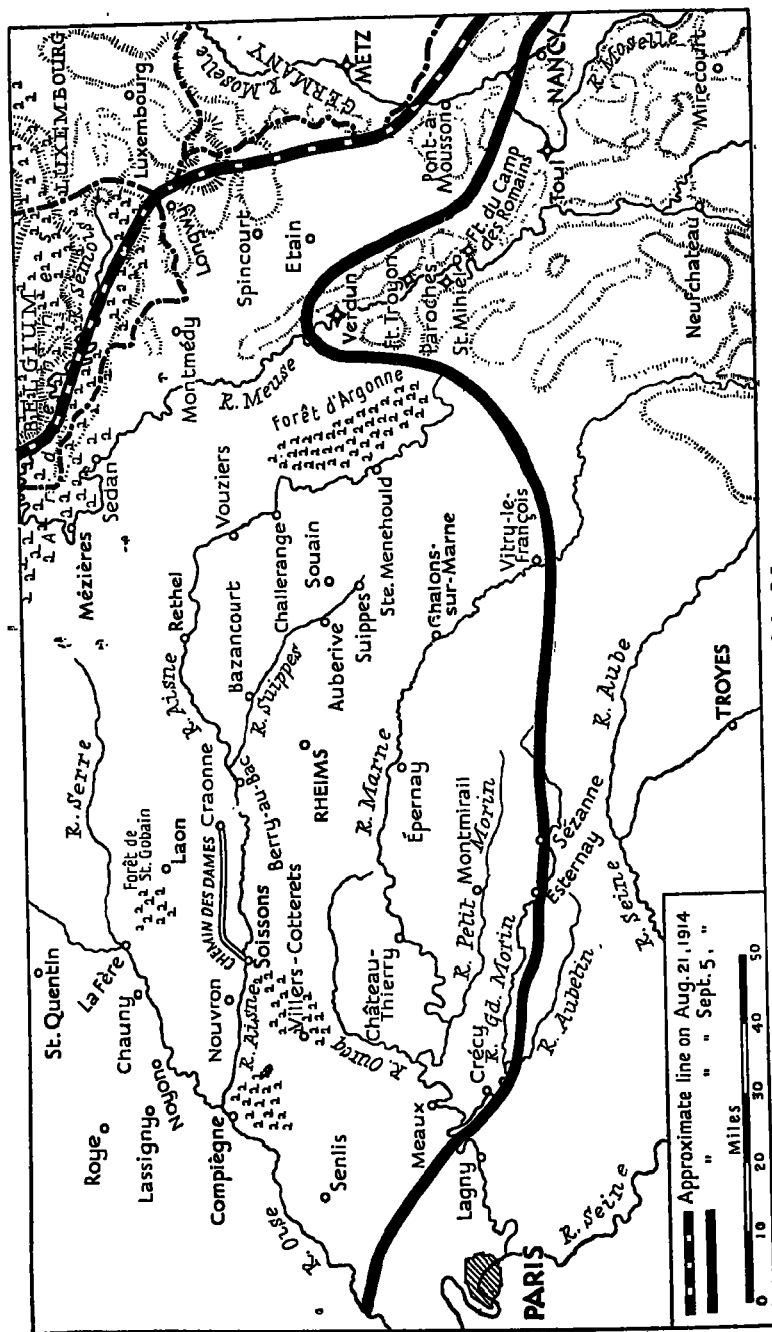 BELGIUM
LUXEMBOURG
Ardennes
R. Semois
Luxembourg
GERMANY
R. Moselle
METZ
Mézières
Sedan
Montmédy
Longwy
Spincourt
Etain
Pont-à-
Mousson
NANCY
R. Moselle
Mirecourt
Toul
Ft. du Camp
des Romains
St. Mihiel
Paroches
Ft. Troyon
Verdun
R. Meuse
Neufchateau
Forêt d'Argonne
Vouziers
Challerange
Souain
Ste. Menehould
Suippes
Auberive
R. Suippes
Bazancourt
Rethel
R. Aisne
R. Serre
St. Quentin
La Fère
Forêt de
St. Gobain
Laon
Chauny
Noyon
Lassigny
Roye
CHEMIN DES DAMES
Craonne
Berry-au-Bac
Nouvron
Soissons
R. Aisne
Compiègne
Villers-Cotterets
RHEIMS
R. Oise
Senlis
R. Ourcq
Château-
Thierry
Épernay
R. Marne
Chalons-
sur-Marne
Vitry-le-
François
Montmirail
R. Petit Morin
Meaux
Crécy
R. Gd. Morin
Lagny
R. Aubetin
Esternay
Sézanne
PARIS
R. Seine
R. Seine
R. Aube
TROYES
Approximate line on Aug. 21, 1914
" " " Sept. 5, "
Miles
0 10 20 30 40 50